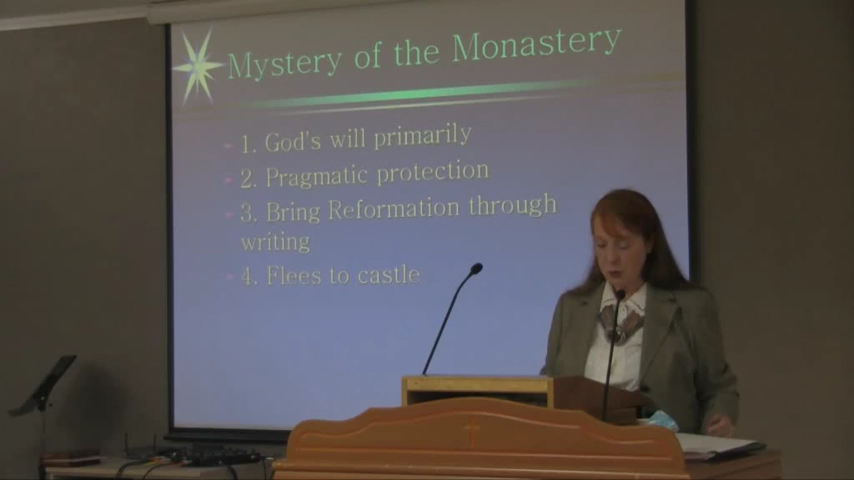 Mystery of the Monastery
1. God's will primarily
2. Pragmatic protection
3. Bring Reformation through
writing
4. Flees to castle